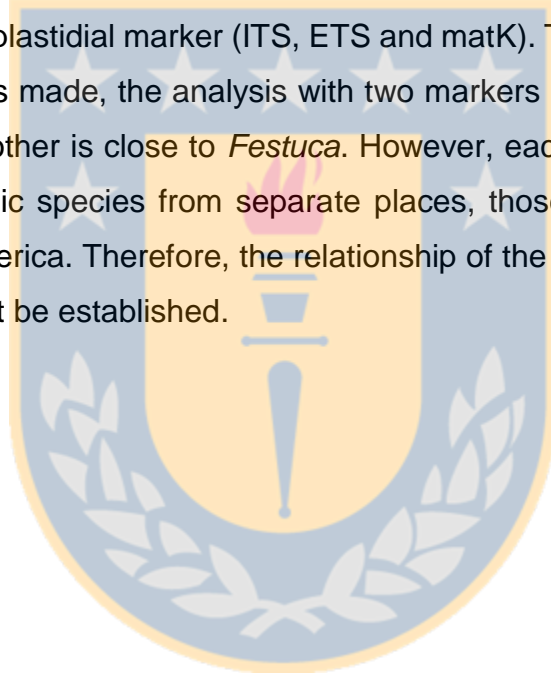 plastidial marker (ITS, ETS and matK). T
s made, the analysis with two markers
other is close to Festuca. However, eac
ic species from separate places, those
erica. Therefore, the relationship of the
t be established.